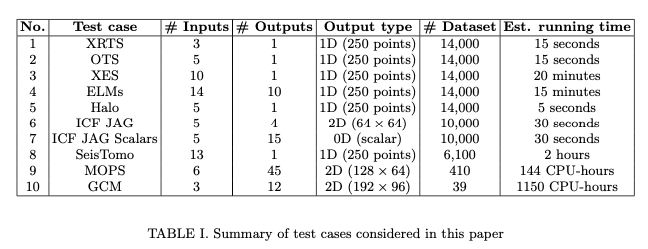 No. Test case # Inputs # Outputs Output type # Dataset Est. running time
1 XRTS 3 1 1D (250 points) 14,000 15 seconds
2 OTS 5 1 1D (250 points) 14,000 15 seconds
3 XES 10 1 1D (250 points) 14,000 20 minutes
4 ELMs 14 10 1D (250 points) 14,000 15 minutes
5 Halo 5 1 1D (250 points) 14,000 5 seconds
6 ICF JAG 5 4 2D (64 × 64) 10,000 30 seconds
7 ICF JAG Scalars 5 15 0D (scalar) 10,000 30 seconds
8 SeisTomo 13 1 1D (250 points) 6,100 2 hours
9 MOPS 6 45 2D (128 × 64) 410 144 CPU-hours
10 GCM 3 12 2D (192 × 96) 39 1150 CPU-hours
TABLE I. Summary of test cases considered in this paper